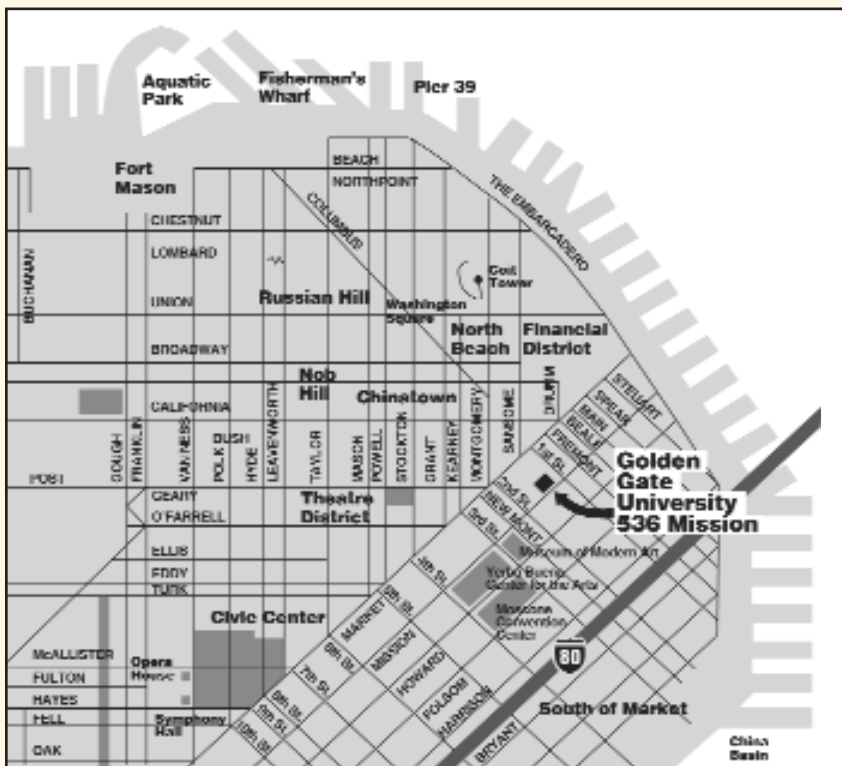 Aquatic
Park
Fisherman's
Wharf
Pier 39
Fort
Mason
BEACH
NORTHPOINT
THE EMBARCADERO
COLUMBUS
CHESTNUT
LOMBARD
BUCHANAN
UNION
Russian Hill
Coit
Tower
Washington
Square
North
Beach
Financial
District
BROADWAY
Nob
Hill
Chinatown
CALIFORNIA
GOUGH
FRANKLIN
VAN NESS
POLK
BUSH
HYDE
LEAVENWORTH
TAYLOR
MASON
POWELL
STOCKTON
GRANT
KEARNEY
MONTGOMERY
SANSOME
DRUMM
STEUART
SPEAR
MAIN
BEALE
FREMONT
1st St.
2nd St.
NEW MONT
3rd St.
4th St.
5th St.
6th St.
7th St.
8th St.
9th St.
10th St.
Golden
Gate
University
536 Mission
POST
GEARY
O'FARRELL
Theatre
District
ELLIS
EDDY
TURK
Museum of Modern Art
Yerba Buena
Center for the Arts
Moscone
Convention
Center
MARKET
MISSION
HOWARD
FOLSOM
HARRISON
BRYANT
80
Civic Center
McALLISTER
FULTON
HAYES
FELL
OAK
Opera
House
Symphony
Hall
South of Market
China
Basin